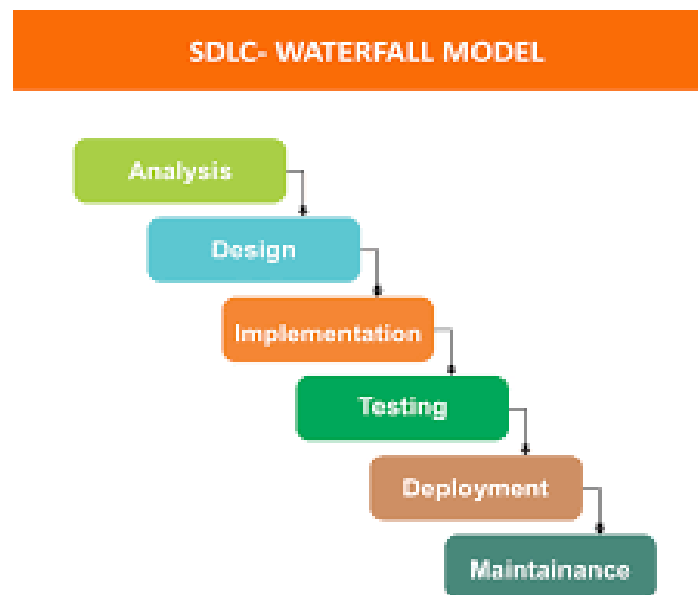 SDLC- WATERFALL MODEL
Analysis
Design
Implementation
Testing
Deployment
Maintainance